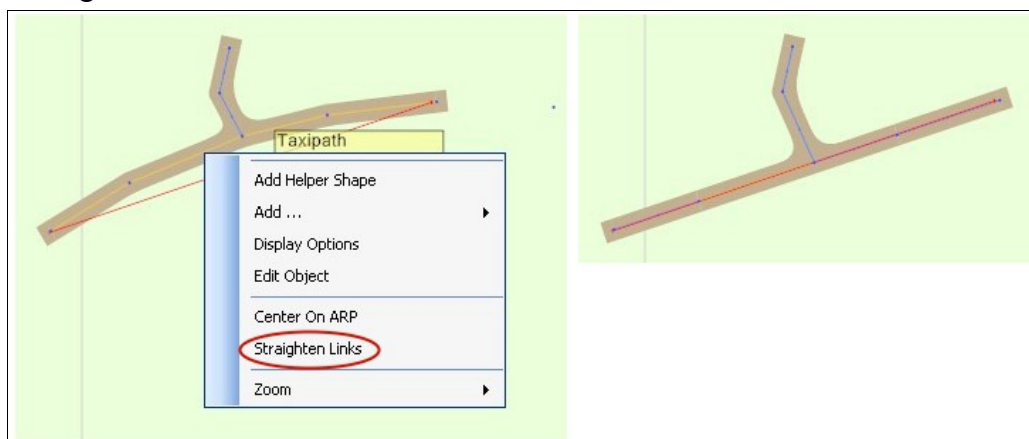 Taxipath
Add Helper Shape
Add ...
Display Options
Edit Object
Center On ARP
Straighten Links
Zoom